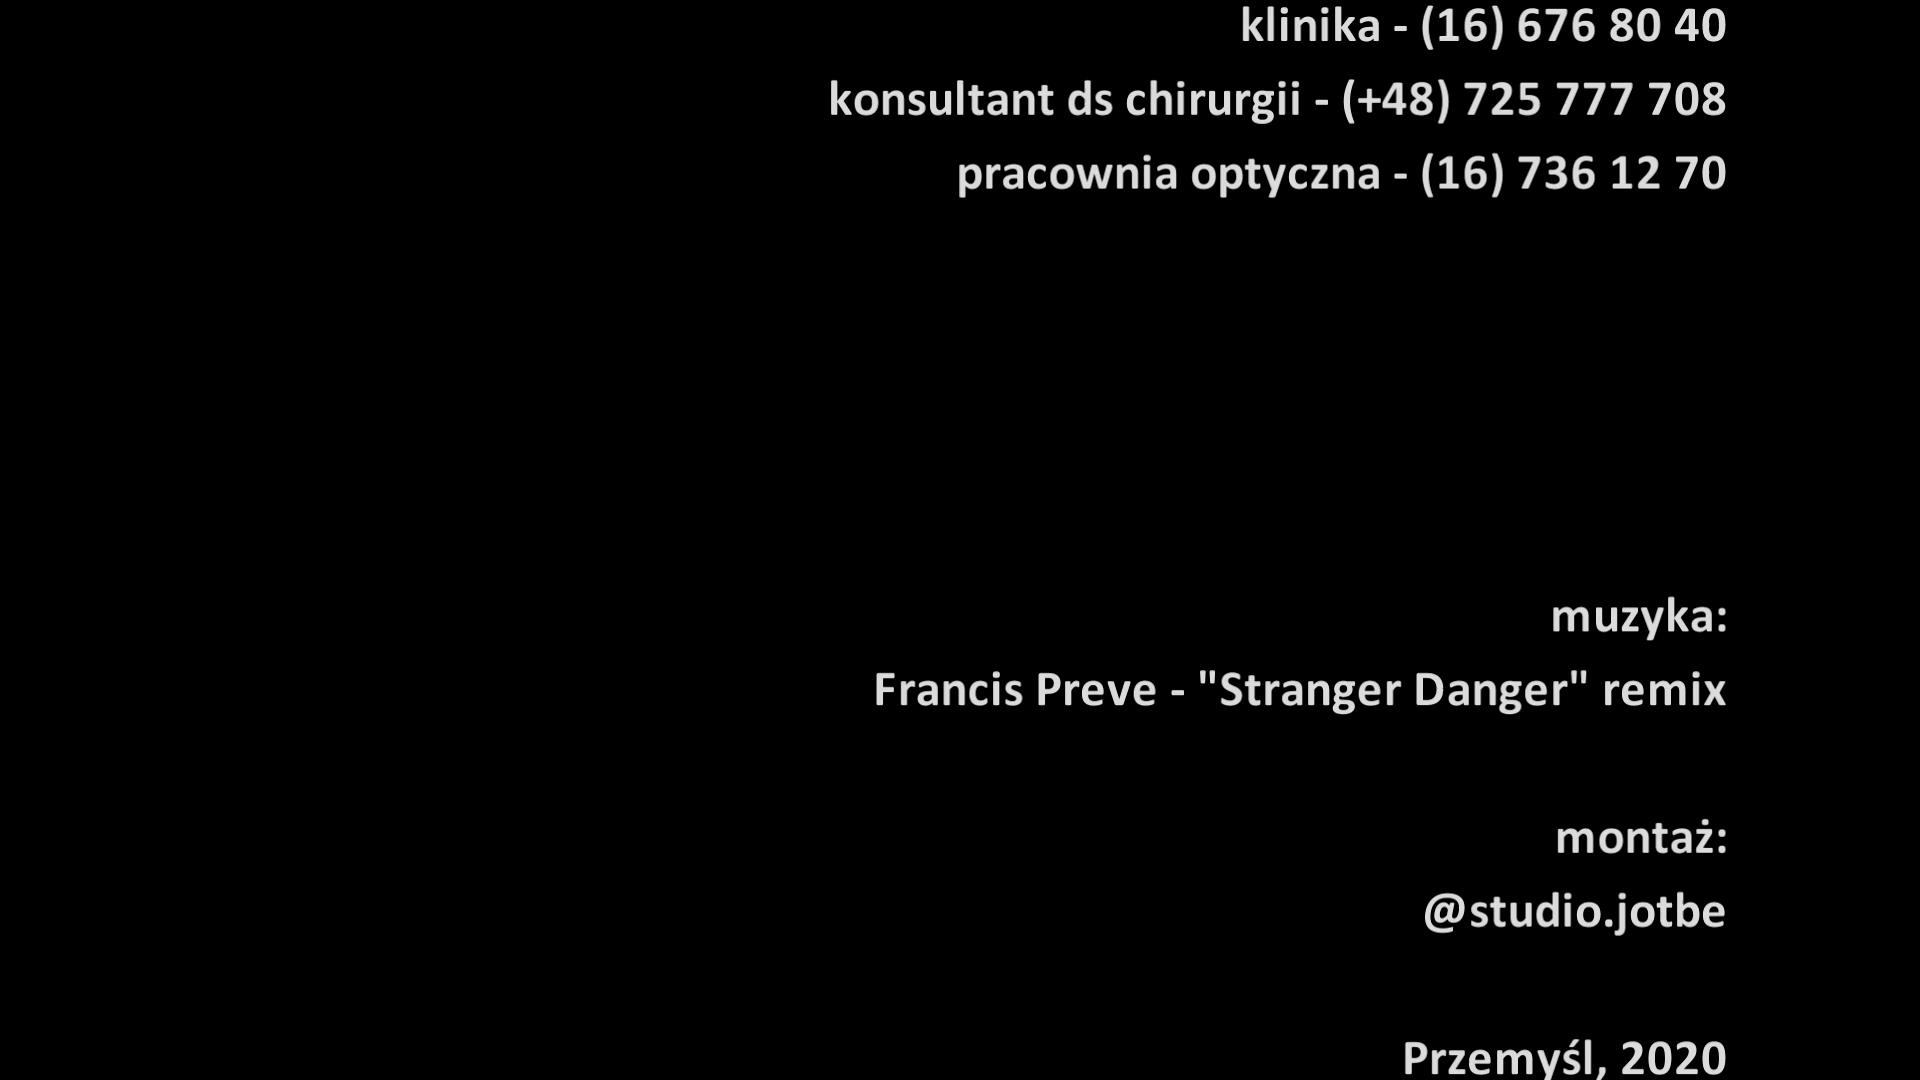 klinika - (16) 676 80 40
konsultant ds chirurgii - (+48) 725 777 708
pracownia optyczna - (16) 736 12 70
muzyka:
Francis Preve - "Stranger Danger" remix
montaż:
@studio.jotbe
Przemyśl, 2020